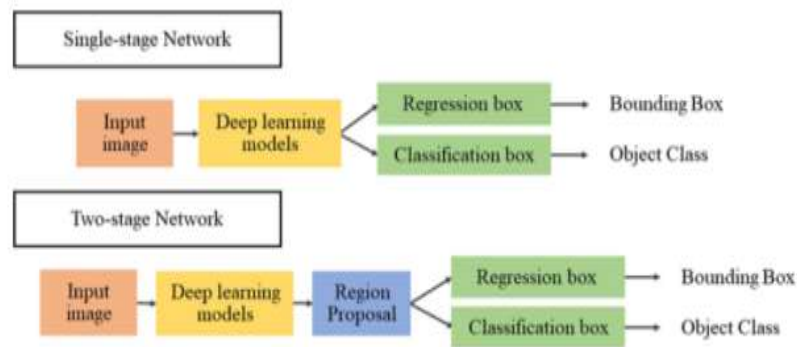 Single-stage Network
Input
image
Deep learning
models
Regression box
Bounding Box
Classification box
Object Class
Two-stage Network
Input
image
Deep learning
models
Region
Proposal
Regression box
Bounding Box
Classification box
Object Class